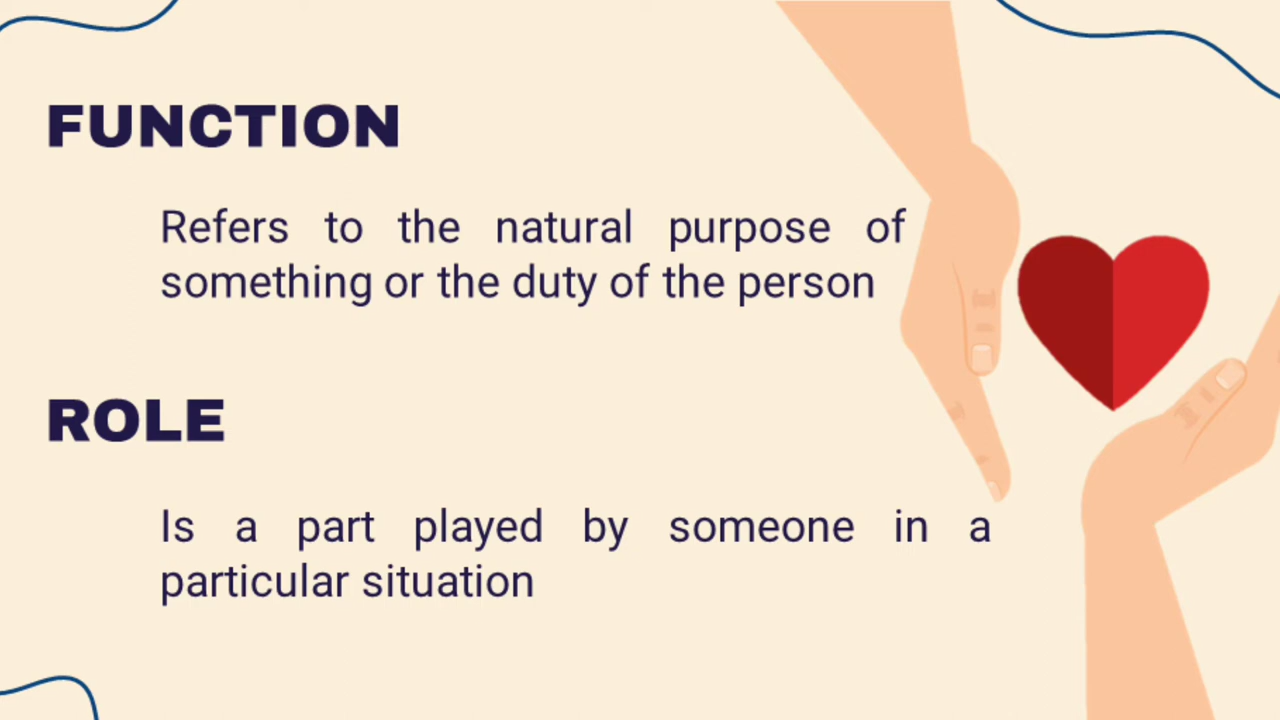 FUNCTION
Refers to the natural purpose of
something or the duty of the person
ROLE
Is a part played by someone in a
particular situation